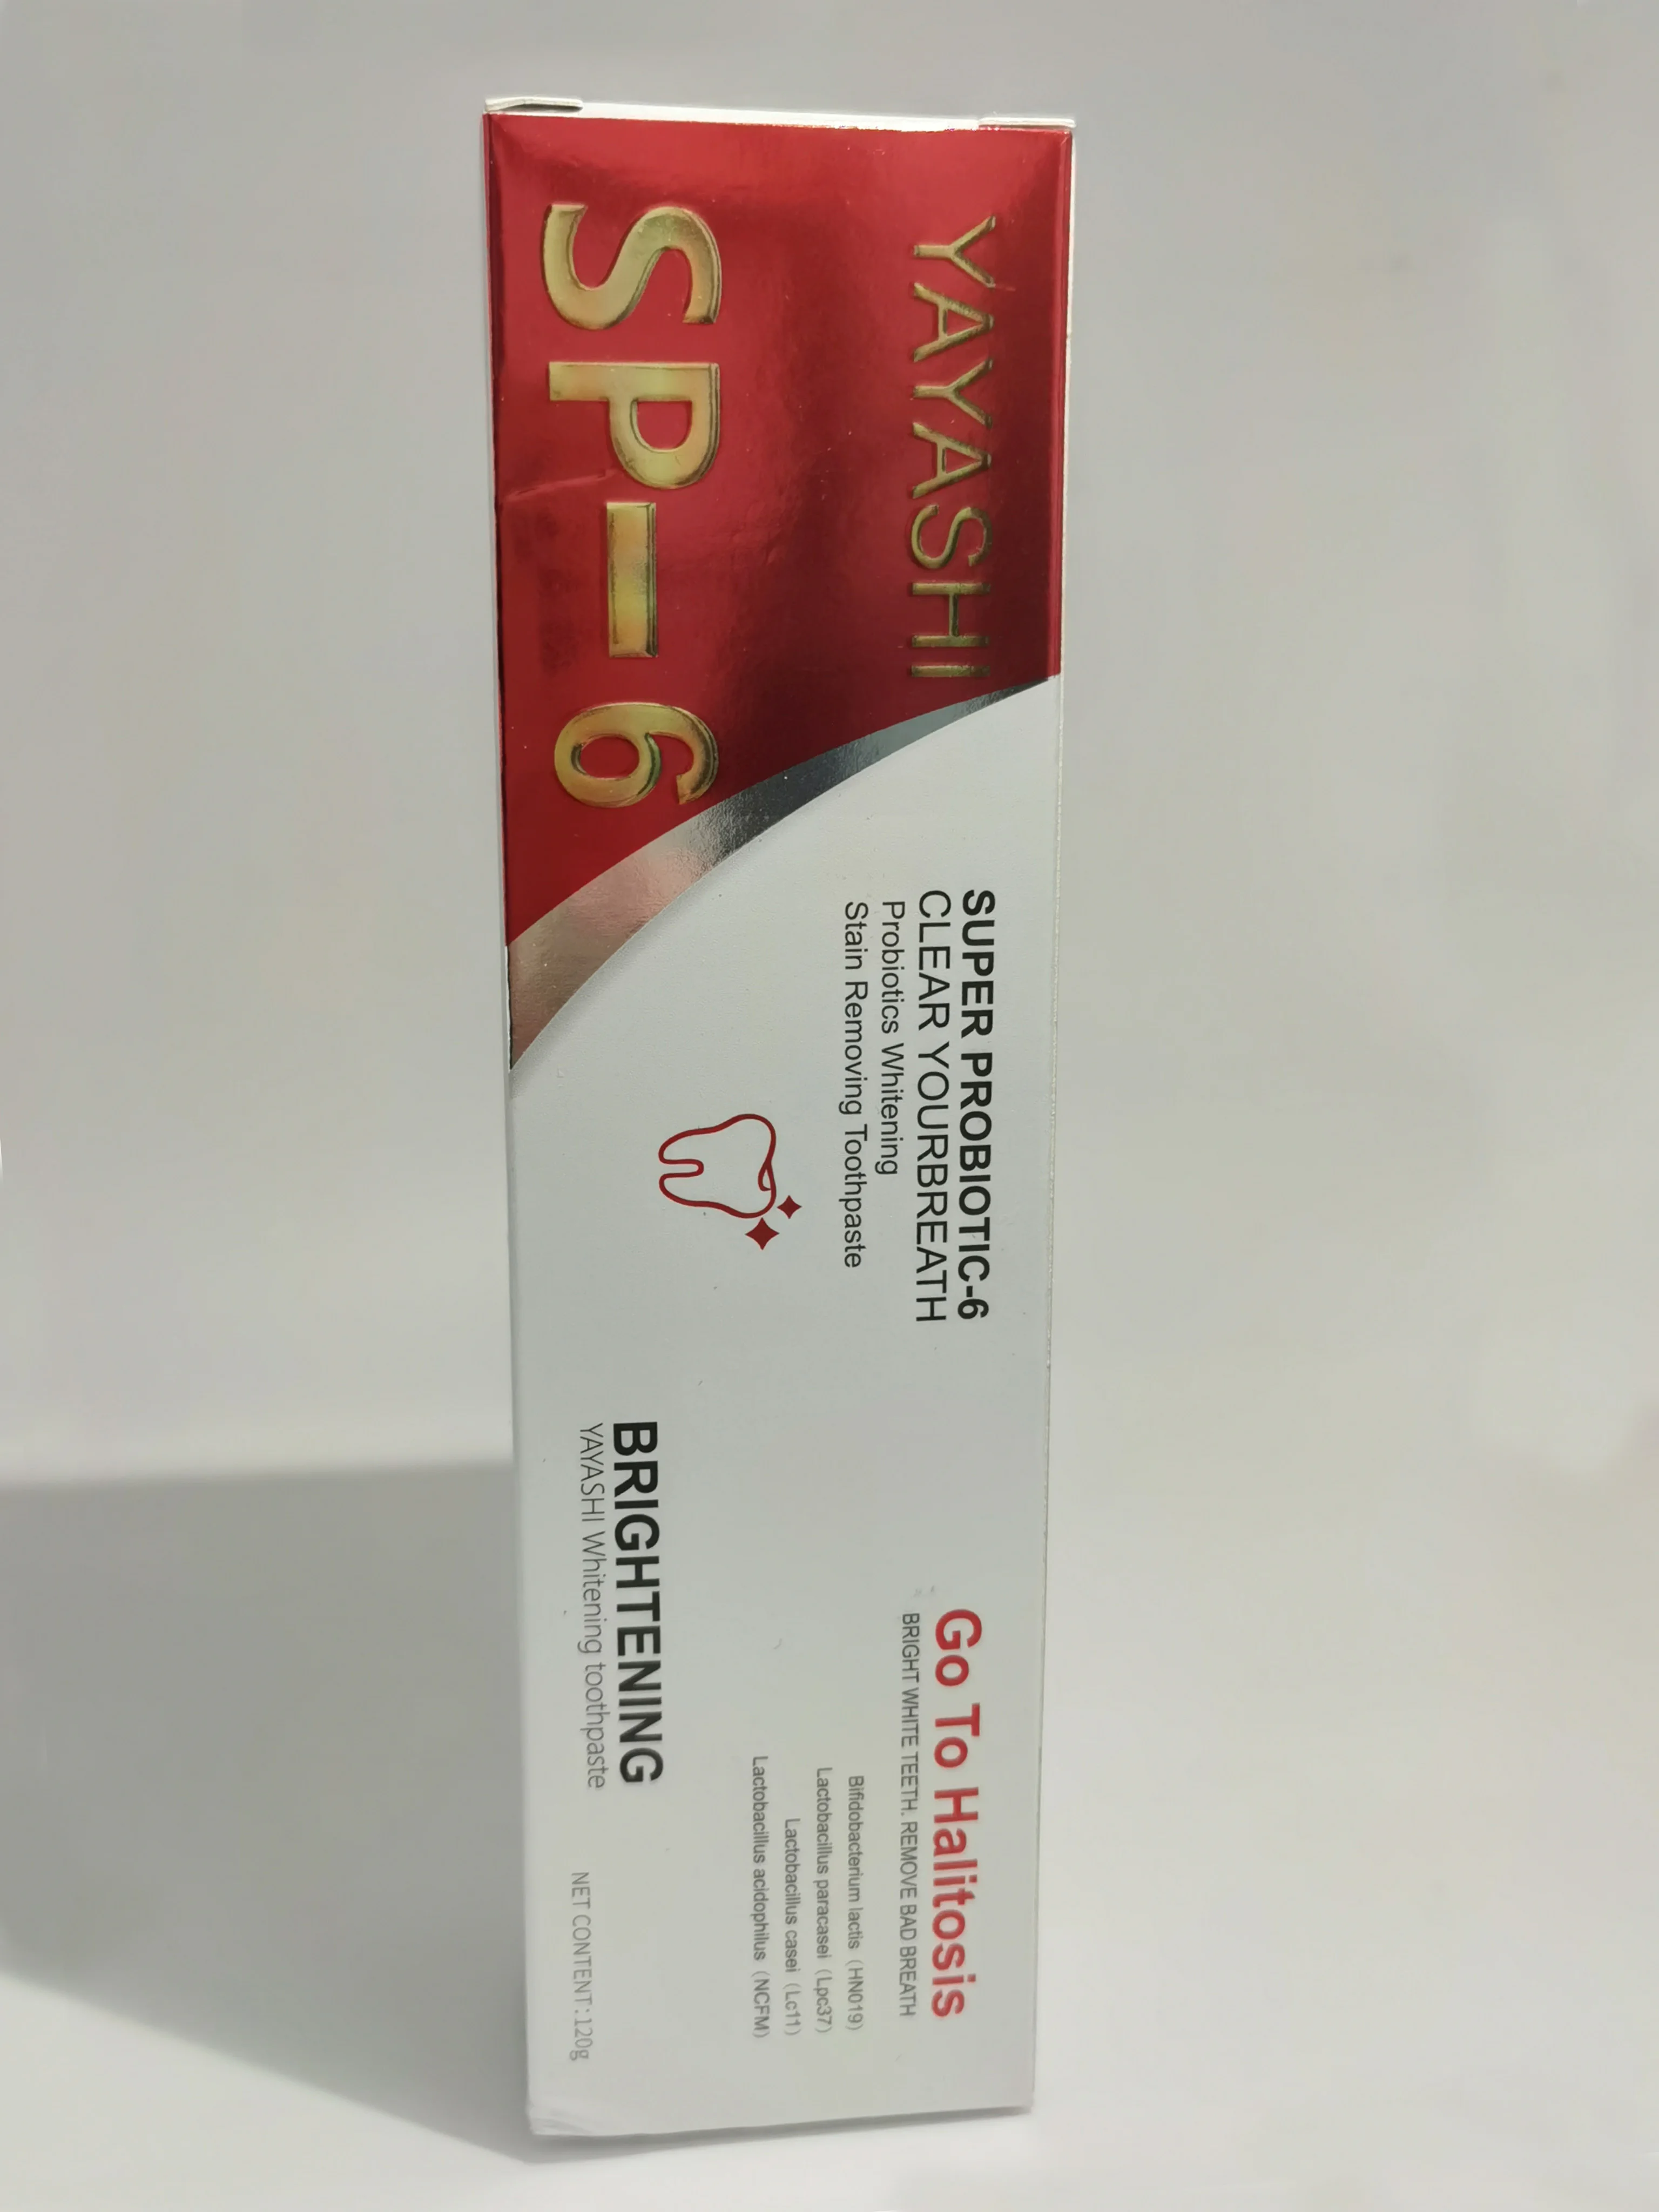 YAYASHI
SP-6
SUPER PROBIOTIC-6
CLEAR YOURBREATH
Probiotics Whitening
Stain Removing Toothpaste
Go To Halitosis
BRIGHT WHITE TEETH. REMOVE BAD BREATH
Bifidobacterium lactis (HN019)
Lactobacillus paracasei (Lpc37)
Lactobacillus casei (Lc11)
Lactobacillus acidophilus (NCFM)
BRIGHTENING
YAYASHI Whitening toothpaste
NET CONTENT:120g